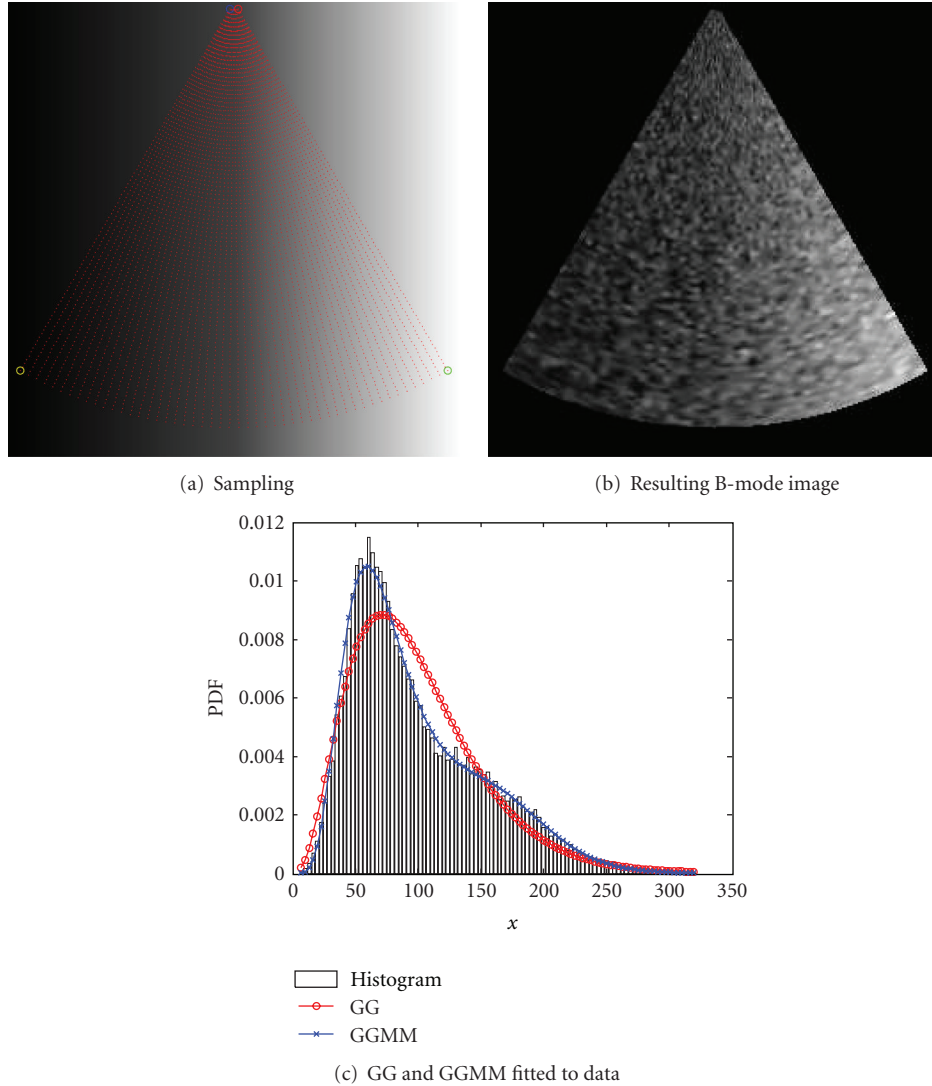 (a) Sampling
(b) Resulting B-mode image
0.012
0.01
0.008
0.006
0.004
0.002
0
PDF
0 50 100 150 200 250 300 350
x
Histogram
GG
GGMM
(c) GG and GGMM fitted to data